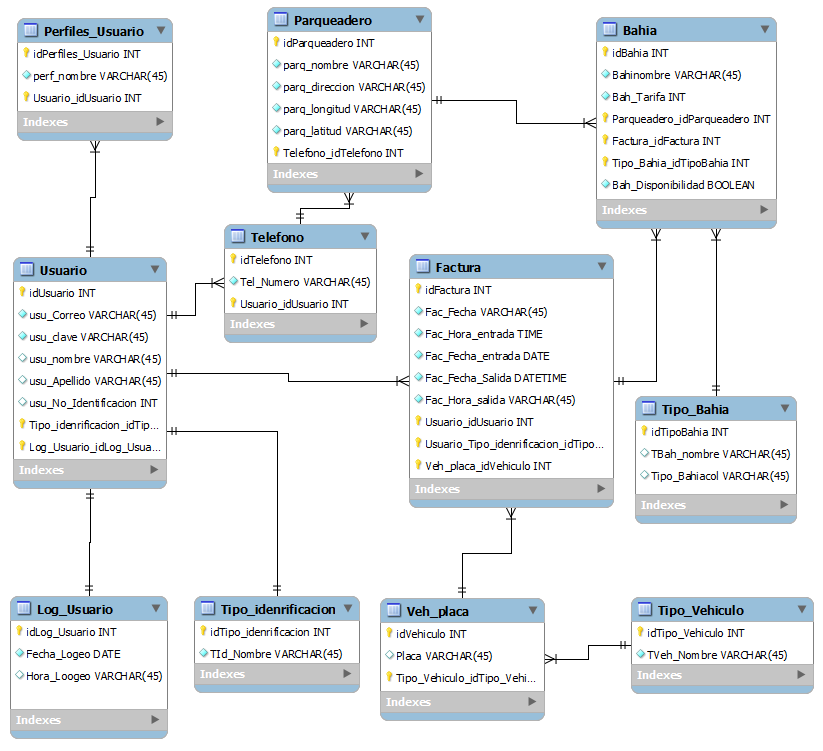 Perfiles_Usuario
idPerfiles_Usuario INT
perf_nombre VARCHAR(45)
Usuario_idUsuario INT
Indexes
Parqueadero
idParqueadero INT
parq_nombre VARCHAR(45)
parq_direccion VARCHAR(45)
parq_longitud VARCHAR(45)
parq_latitud VARCHAR(45)
Telefono_idTelefono INT
Indexes
Bahia
idBahia INT
Bahinombre VARCHAR(45)
Bah_Tarifa INT
Parqueadero_idParqueadero INT
Factura_idFactura INT
Tipo_Bahia_idTipoBahia INT
Bah_Disponibilidad BOOLEAN
Indexes
Telefono
idTelefono INT
Tel_Numero VARCHAR(45)
Usuario_idUsuario INT
Indexes
Usuario
idUsuario INT
usu_Correo VARCHAR(45)
usu_clave VARCHAR(45)
usu_nombre VARCHAR(45)
usu_Apellido VARCHAR(45)
usu_No_Identificacion INT
Tipo_idenrificacion_idTip...
Log_Usuario_idLog_Usua...
Indexes
Factura
idFactura INT
Fac_Fecha VARCHAR(45)
Fac_Hora_entrada TIME
Fac_Fecha_entrada DATE
Fac_Fecha_Salida DATETIME
Fac_Hora_salida VARCHAR(45)
Usuario_idUsuario INT
Usuario_Tipo_idenrificacion_idTipo...
Veh_placa_idVehiculo INT
Indexes
Tipo_Bahia
idTipoBahia INT
TBah_nombre VARCHAR(45)
Tipo_Bahiacol VARCHAR(45)
Indexes
Log_Usuario
idLog_Usuario INT
Fecha_Logeo DATE
Hora_Loogeo VARCHAR(45)
Indexes
Tipo_idenrificacion
idTipo_idenrificacion INT
TId_Nombre VARCHAR(45)
Indexes
Veh_placa
idVehiculo INT
Placa VARCHAR(45)
Tipo_Vehiculo_idTipo_Vehi...
Indexes
Tipo_Vehiculo
idTipo_Vehiculo INT
TVeh_Nombre VARCHAR(45)
Indexes